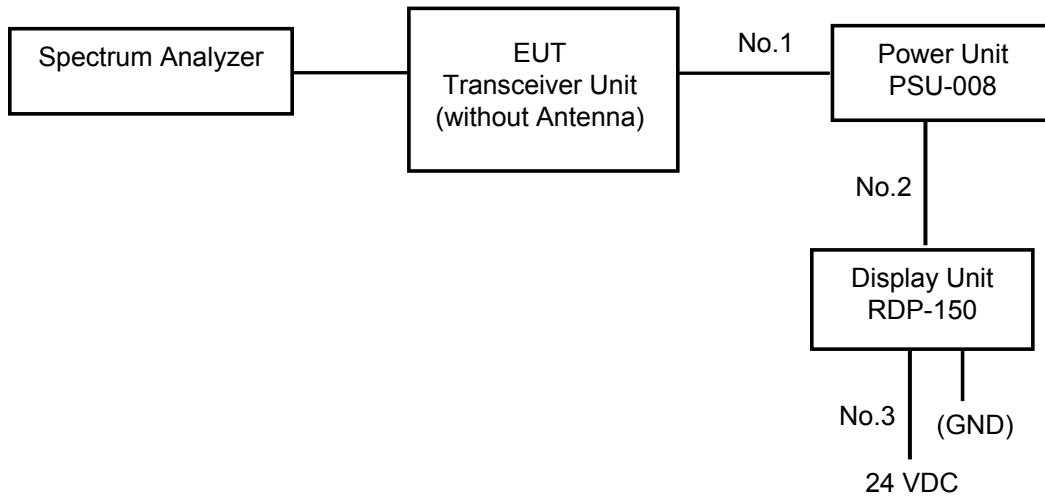 Spectrum Analyzer
EUT
Transceiver Unit
(without Antenna)
No.1
Power Unit
PSU-008
No.2
Display Unit
RDP-150
No.3
(GND)
24 VDC